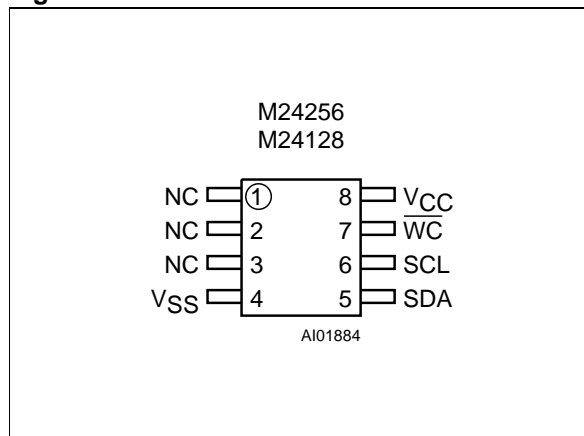 M24256
M24128
NC 1 8 VCC
NC 2 7 WC
NC 3 6 SCL
VSS 4 5 SDA
AI01884